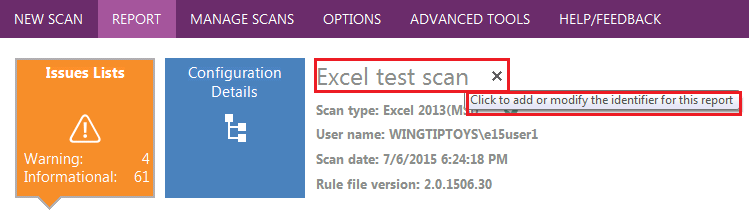 NEW SCAN REPORT MANAGE SCANS OPTIONS ADVANCED TOOLS HELP/FEEDBACK
Issues Lists
Warning: 4
Informational: 61
Configuration
Details
Excel test scan
Click to add or modify the identifier for this report
Scan type: Excel 2013(MSI)
User name: WINGTIPTOYS\e15user1
Scan date: 7/6/2015 6:24:18 PM
Rule file version: 2.0.1506.30